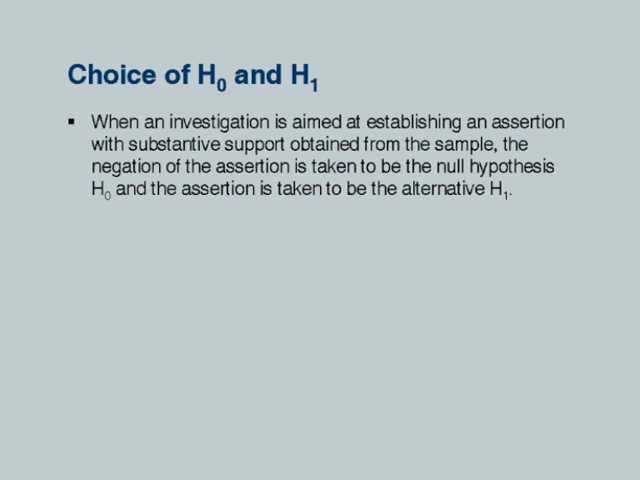 Choice of H₀ and H₁
▪ When an investigation is aimed at establishing an assertion
with substantive support obtained from the sample, the
negation of the assertion is taken to be the null hypothesis
H₀ and the assertion is taken to be the alternative H₁.